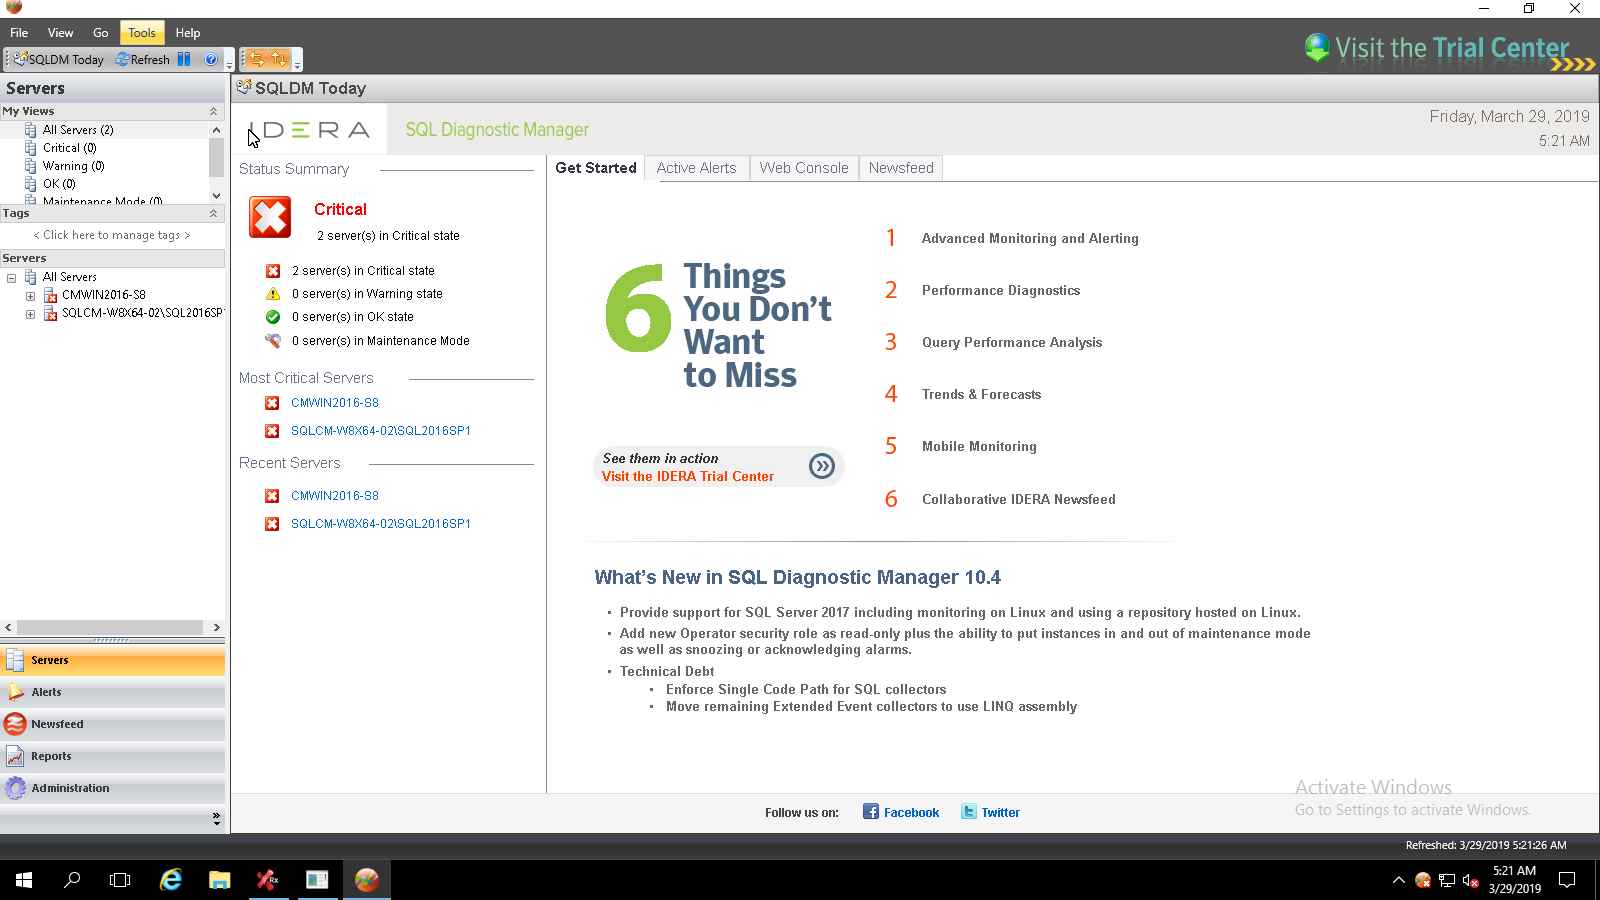 File View Go Tools Help
SQLDM Today Refresh
Visit the Trial Center
Servers
My Views
All Servers (2)
Critical (0)
Warning (0)
OK (0)
Maintenance Mode (0)
Tags
< Click here to manage tags >
Servers
All Servers
CMWIN2016-S8
SQLCM-W8X64-02\SQL2016SP
Servers
Alerts
Newsfeed
Reports
Administration
SQLDM Today
IDERA SQL Diagnostic Manager
Friday, March 29, 2019
5:21 AM
Status Summary
Critical
2 server(s) in Critical state
2 server(s) in Critical state
0 server(s) in Warning state
0 server(s) in OK state
0 server(s) in Maintenance Mode
Most Critical Servers
CMWIN2016-S8
SQLCM-W8X64-02\SQL2016SP1
Recent Servers
CMWIN2016-S8
SQLCM-W8X64-02\SQL2016SP1
Get Started Active Alerts Web Console Newsfeed
6 Things
You Don't
Want
to Miss
See them in action
Visit the IDERA Trial Center
1 Advanced Monitoring and Alerting
2 Performance Diagnostics
3 Query Performance Analysis
4 Trends & Forecasts
5 Mobile Monitoring
6 Collaborative IDERA Newsfeed
What's New in SQL Diagnostic Manager 10.4
• Provide support for SQL Server 2017 including monitoring on Linux and using a repository hosted on Linux.
• Add new Operator security role as read-only plus the ability to put instances in and out of maintenance mode
as well as snoozing or acknowledging alarms.
• Technical Debt
• Enforce Single Code Path for SQL collectors
• Move remaining Extended Event collectors to use LINQ assembly
Activate Windows
Go to Settings to activate Windows.
Follow us on: Facebook Twitter
Refreshed: 3/29/2019 5:21:26 AM
5:21 AM
3/29/2019